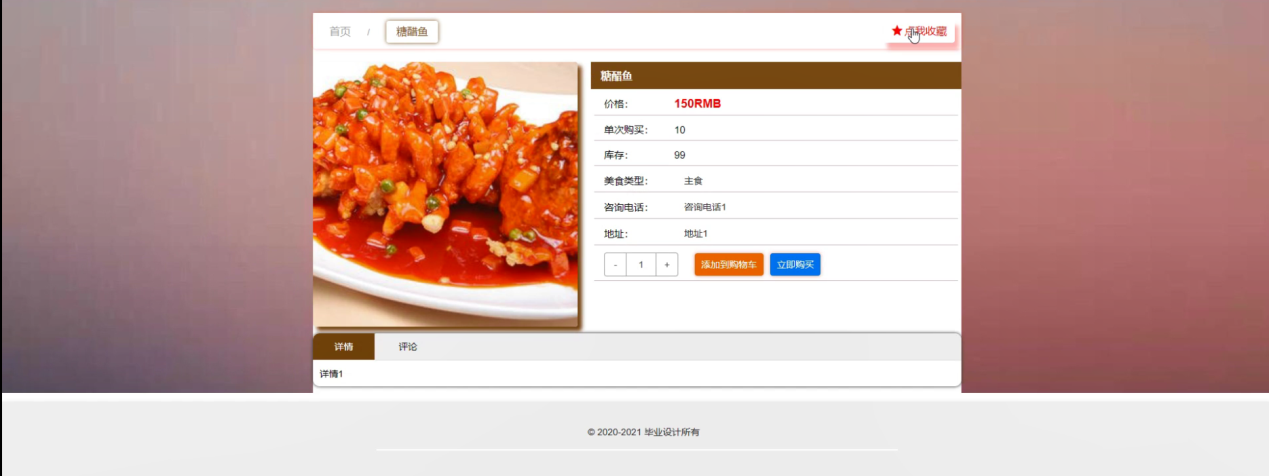 首页 / 糖醋鱼 ★ 点我收藏
糖醋鱼
价格: 150RMB
单次购买: 10
库存: 99
美食类型: 主食
咨询电话: 咨询电话1
地址: 地址1
- 1 + 添加到购物车 立即购买
详情 评论
详情1
© 2020-2021 毕业设计所有